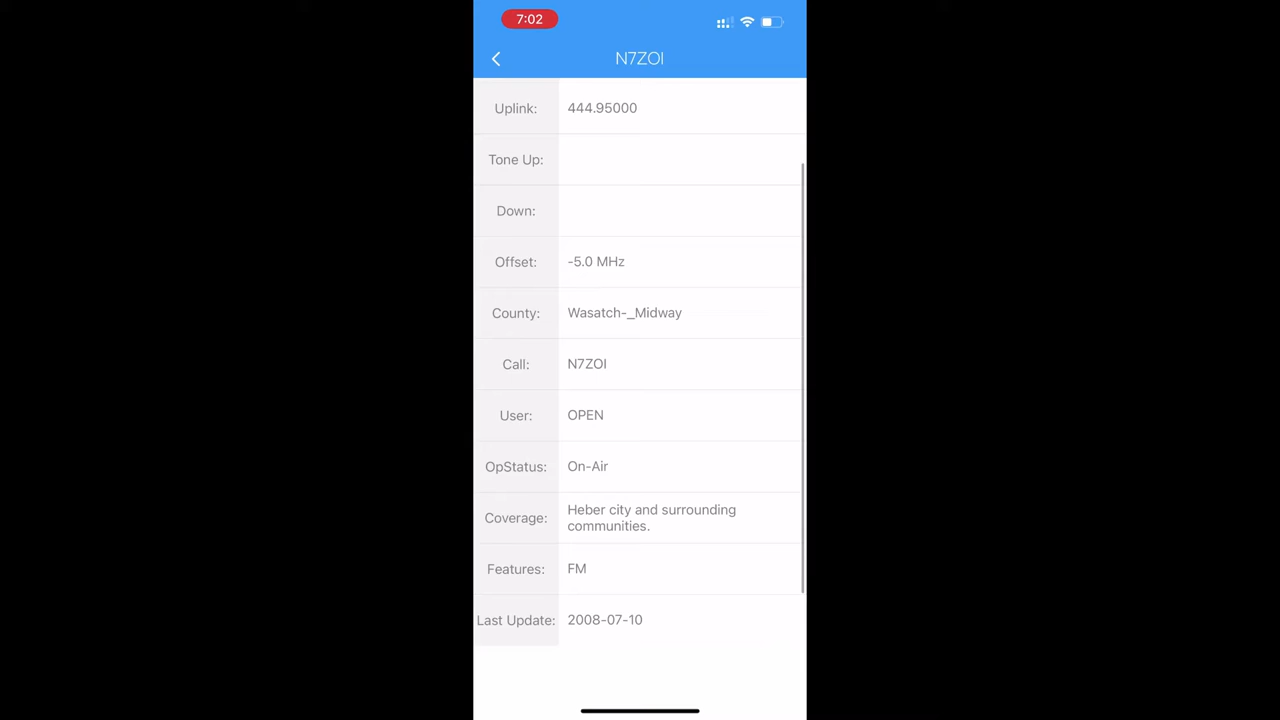 7:02
N7ZOI
Uplink: 444.95000
Tone Up:
Down:
Offset: -5.0 MHz
County: Wasatch-_Midway
Call: N7ZOI
User: OPEN
OpStatus: On-Air
Coverage: Heber city and surrounding
communities.
Features: FM
Last Update: 2008-07-10